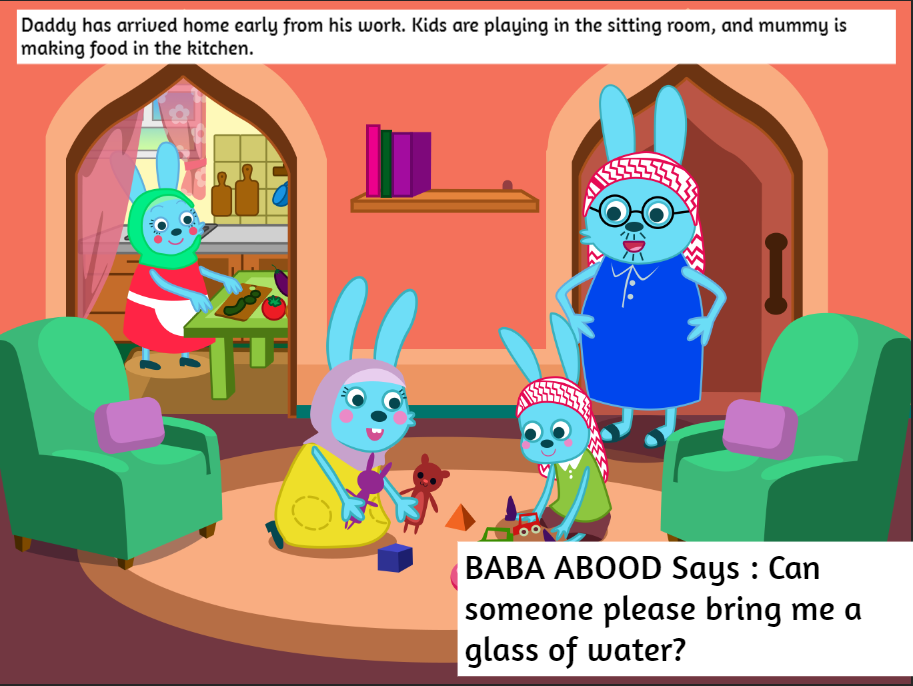 Daddy has arrived home early from his work. Kids are playing in the sitting room, and mummy is
making food in the kitchen.
BABA ABOOD Says : Can
someone please bring me a
glass of water?